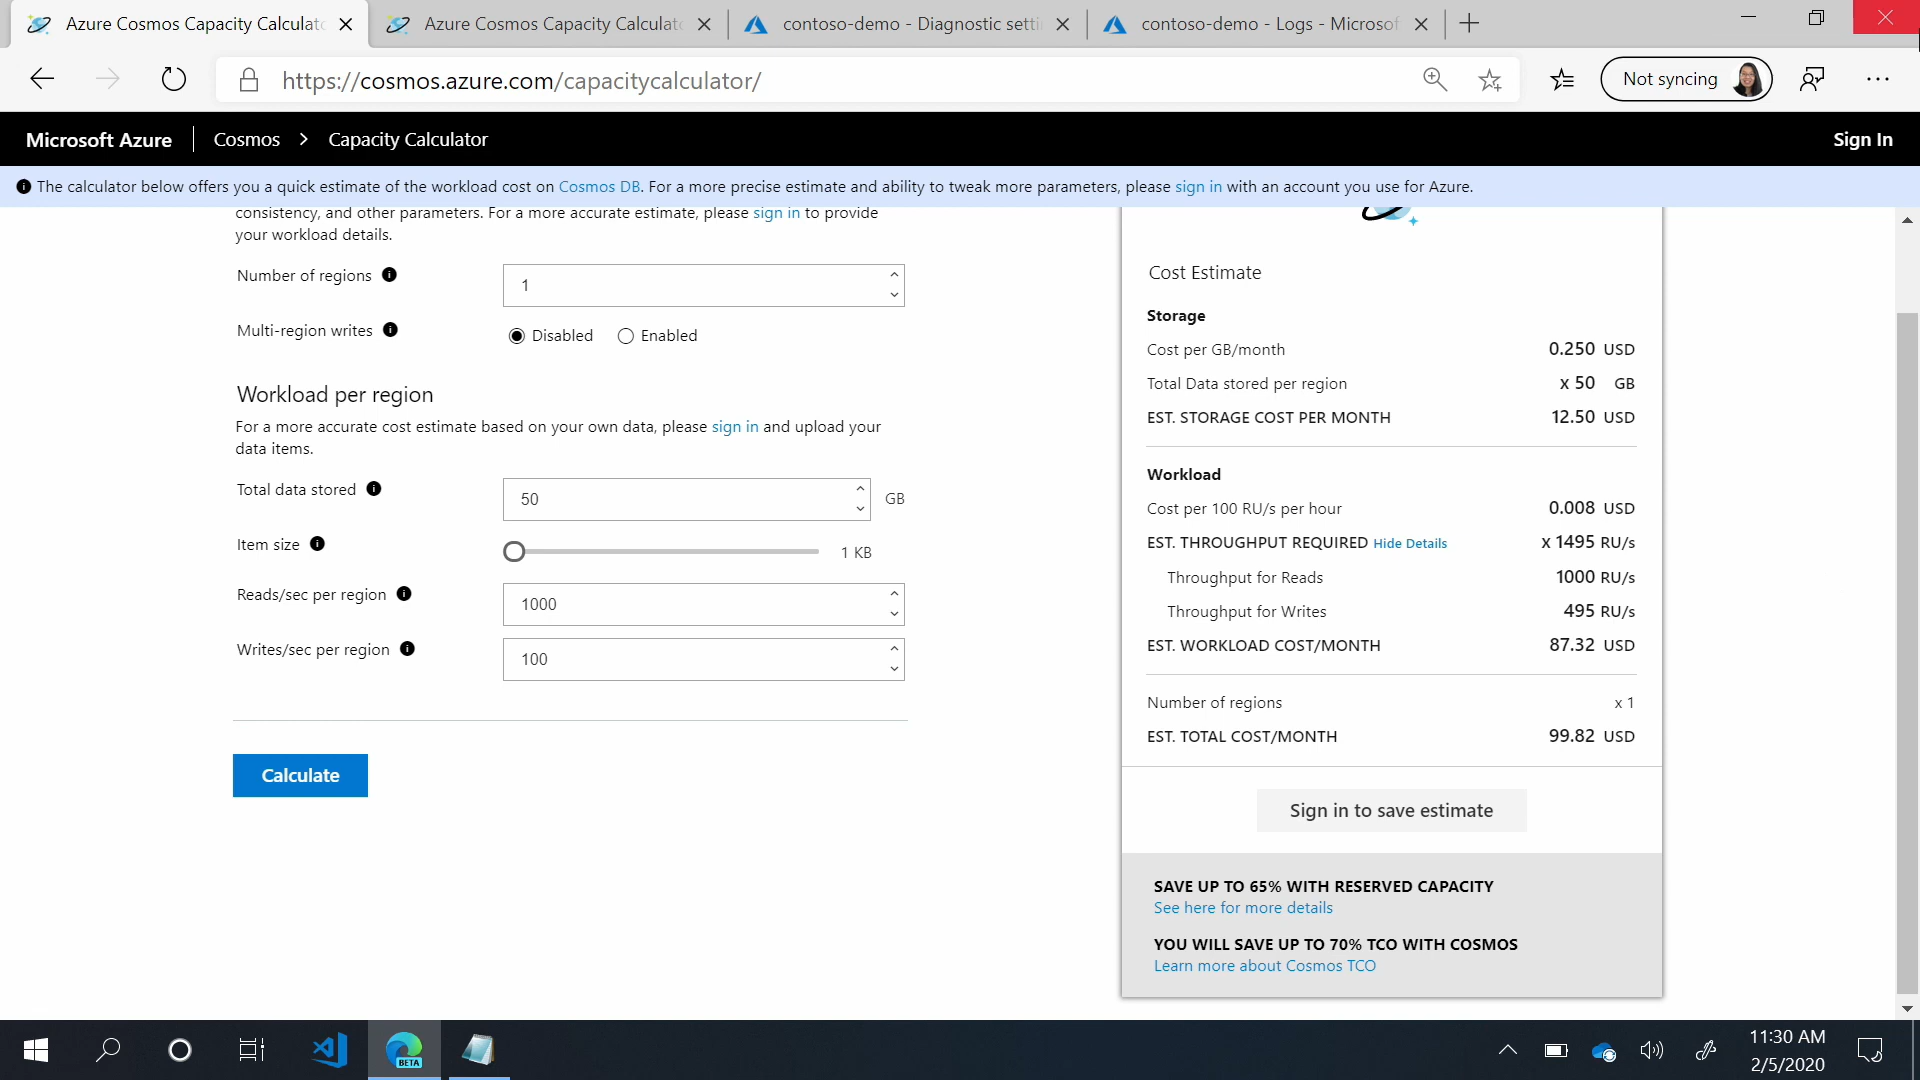 Azure Cosmos Capacity Calculato
Azure Cosmos Capacity Calculato
contoso-demo - Diagnostic setti
contoso-demo - Logs - Microsof
https://cosmos.azure.com/capacitycalculator/
Not syncing
Microsoft Azure
Cosmos > Capacity Calculator
Sign In
The calculator below offers you a quick estimate of the workload cost on Cosmos DB. For a more precise estimate and ability to tweak more parameters, please sign in with an account you use for Azure.
consistency, and other parameters. For a more accurate estimate, please sign in to provide
your workload details.
Number of regions
1
Multi-region writes
Disabled
Enabled
Workload per region
For a more accurate cost estimate based on your own data, please sign in and upload your
data items.
Total data stored
50
GB
Item size
1 KB
Reads/sec per region
1000
Writes/sec per region
100
Calculate
Cost Estimate
Storage
Cost per GB/month 0.250 USD
Total Data stored per region x 50 GB
EST. STORAGE COST PER MONTH 12.50 USD
Workload
Cost per 100 RU/s per hour 0.008 USD
EST. THROUGHPUT REQUIRED Hide Details x 1495 RU/s
Throughput for Reads 1000 RU/s
Throughput for Writes 495 RU/s
EST. WORKLOAD COST/MONTH 87.32 USD
Number of regions x 1
EST. TOTAL COST/MONTH 99.82 USD
Sign in to save estimate
SAVE UP TO 65% WITH RESERVED CAPACITY
See here for more details
YOU WILL SAVE UP TO 70% TCO WITH COSMOS
Learn more about Cosmos TCO
BETA
11:30 AM
2/5/2020